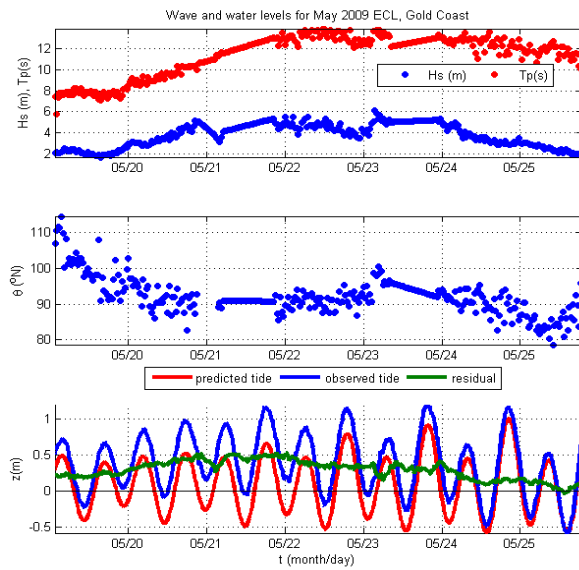 Wave and water levels for May 2009 ECL, Gold Coast
12
10
8
6
4
2
Hs (m), Tp(s)
Hs (m) Tp(s)
05/20 05/21 05/22 05/23 05/24 05/25
110
100
90
80
θ (ºN)
05/20 05/21 05/22 05/23 05/24 05/25
predicted tide observed tide residual
1
0.5
0
-0.5
z(m)
05/20 05/21 05/22 05/23 05/24 05/25
t (month/day)